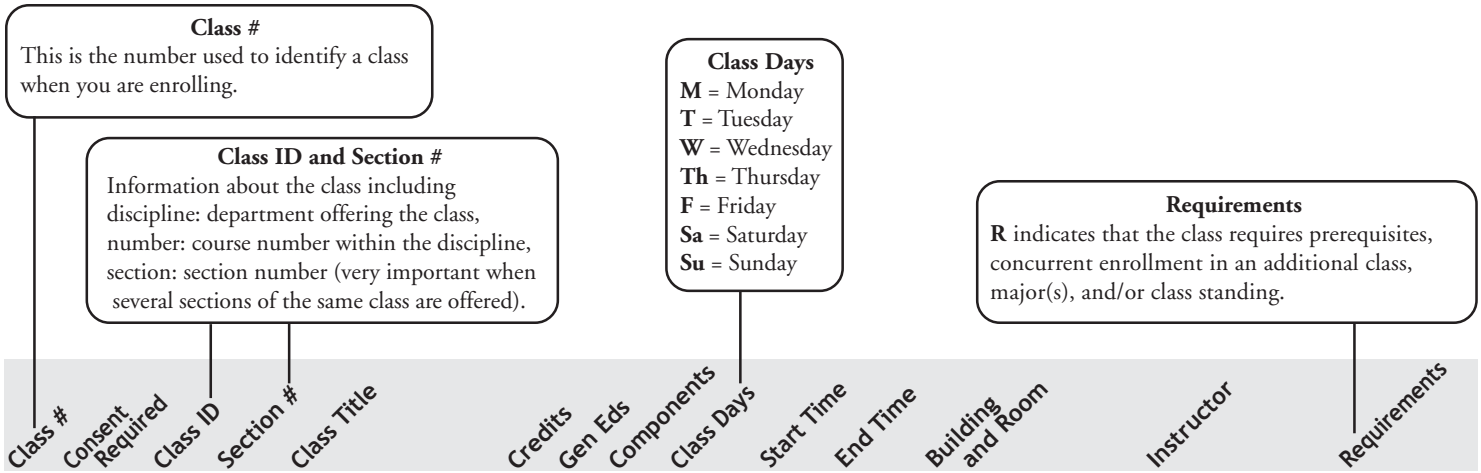 Class #
This is the number used to identify a class
when you are enrolling.
Class ID and Section #
Information about the class including
discipline: department offering the class,
number: course number within the discipline,
section: section number (very important when
several sections of the same class are offered).
Class Days
M = Monday
T = Tuesday
W = Wednesday
Th = Thursday
F = Friday
Sa = Saturday
Su = Sunday
Requirements
R indicates that the class requires prerequisites,
concurrent enrollment in an additional class,
major(s), and/or class standing.
Class #
Consent
Required
Class ID
Section #
Class Title
Credits
Gen Eds
Components
Class Days
Start Time
End Time
Building
and Room
Instructor
Requirements